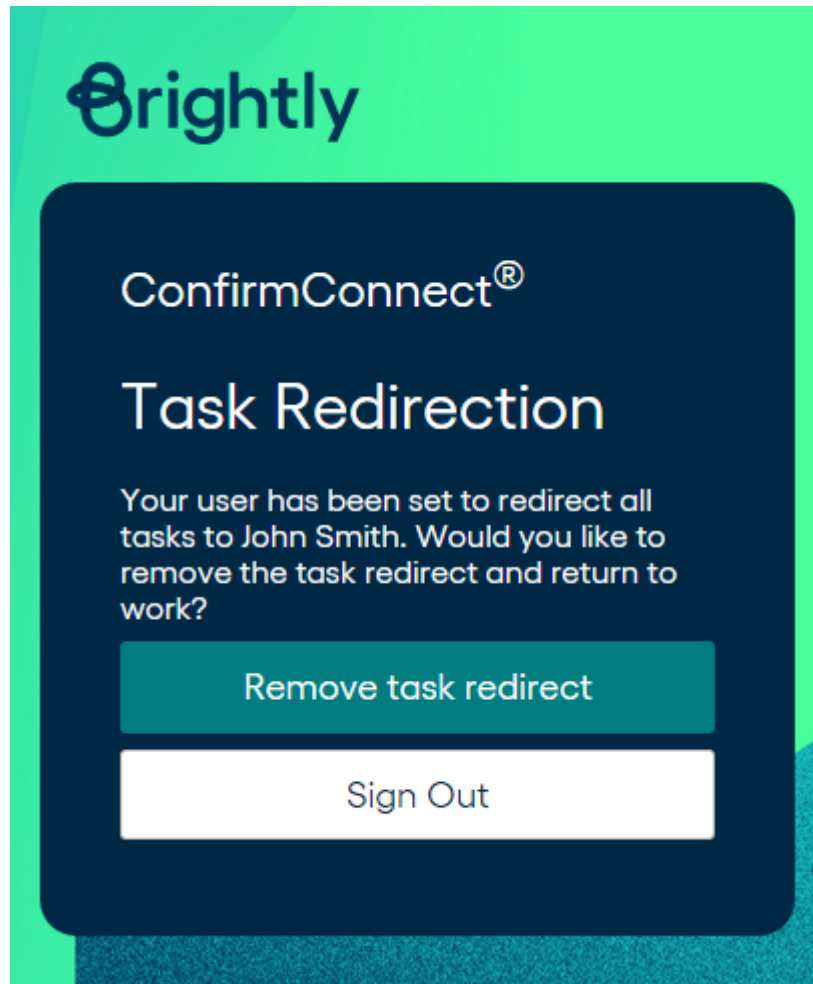 Brightly
ConfirmConnect®
Task Redirection
Your user has been set to redirect all
tasks to John Smith. Would you like to
remove the task redirect and return to
work?
Remove task redirect
Sign Out